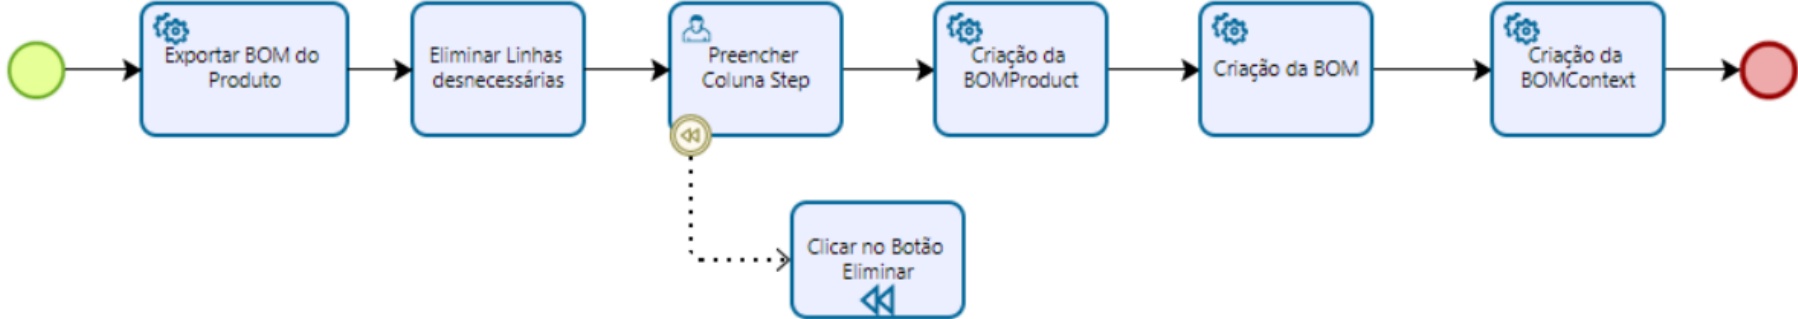 Exportar BOM do
Produto
Eliminar Linhas
desnecessárias
Preencher
Coluna Step
Criação da
BOMProduct
Criação da BOM
Criação da
BOMContext
Clicar no Botão
Eliminar